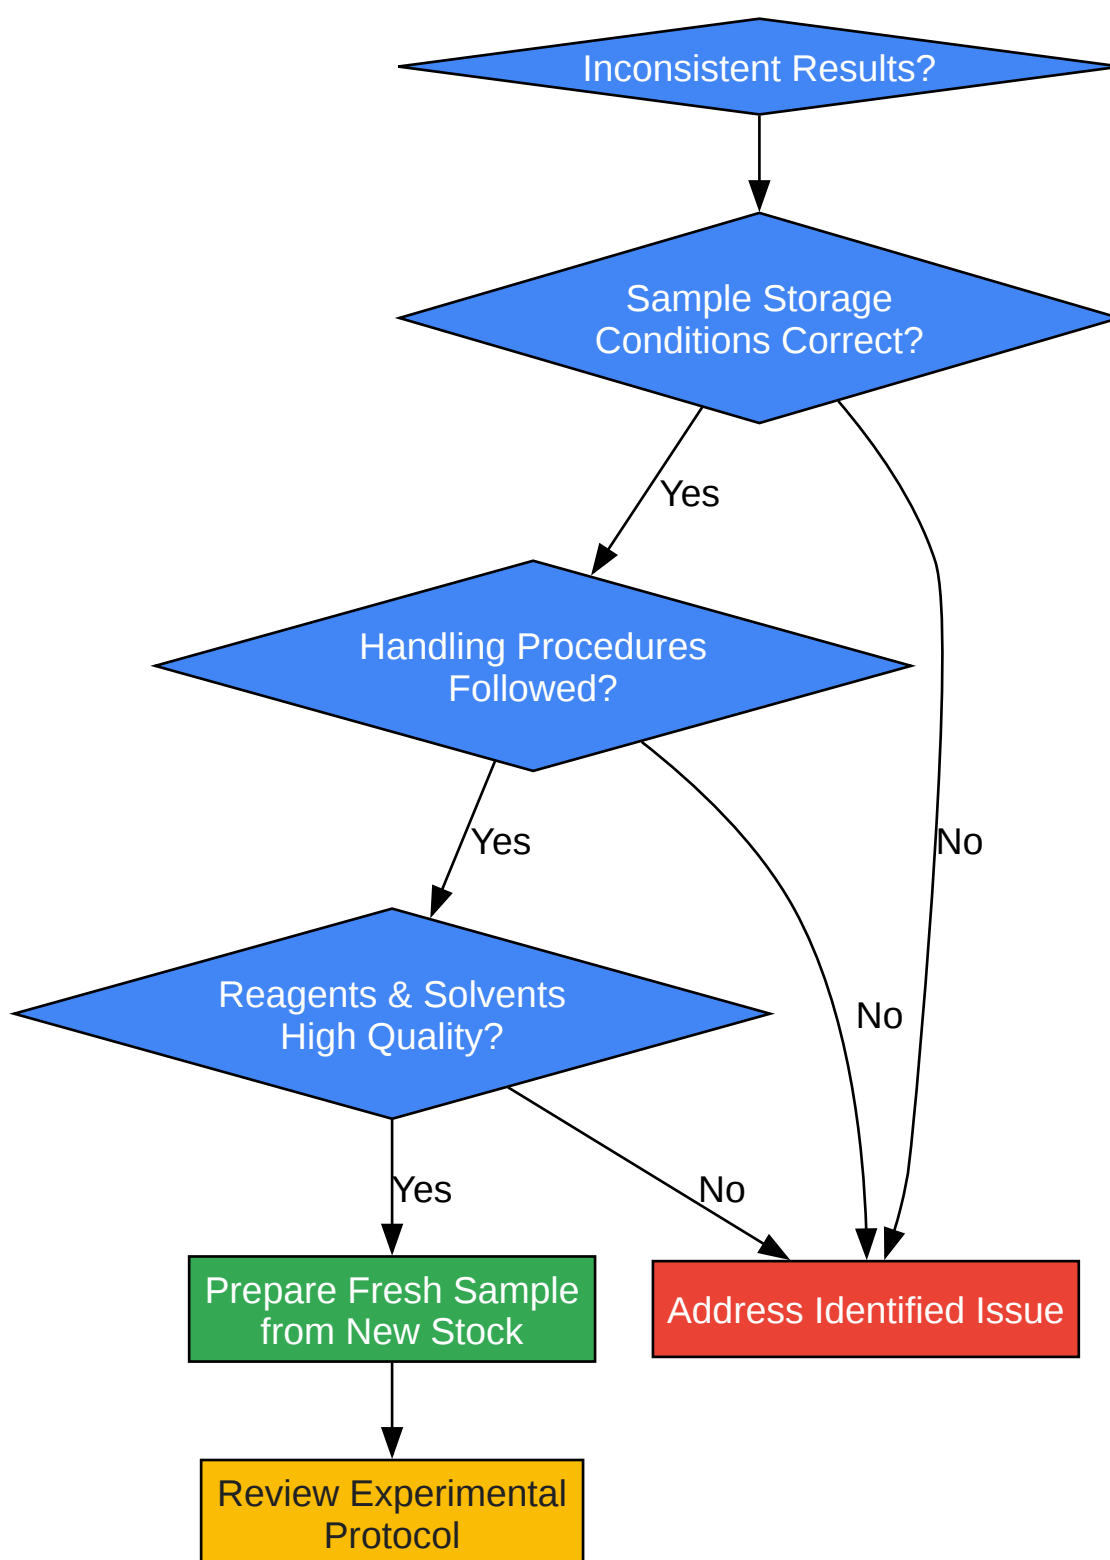 Inconsistent Results?
Sample Storage
Conditions Correct?
Yes
Handling Procedures
Followed?
Yes
No
Reagents & Solvents
High Quality?
No
Yes
No
Prepare Fresh Sample
from New Stock
Address Identified Issue
Review Experimental
Protocol